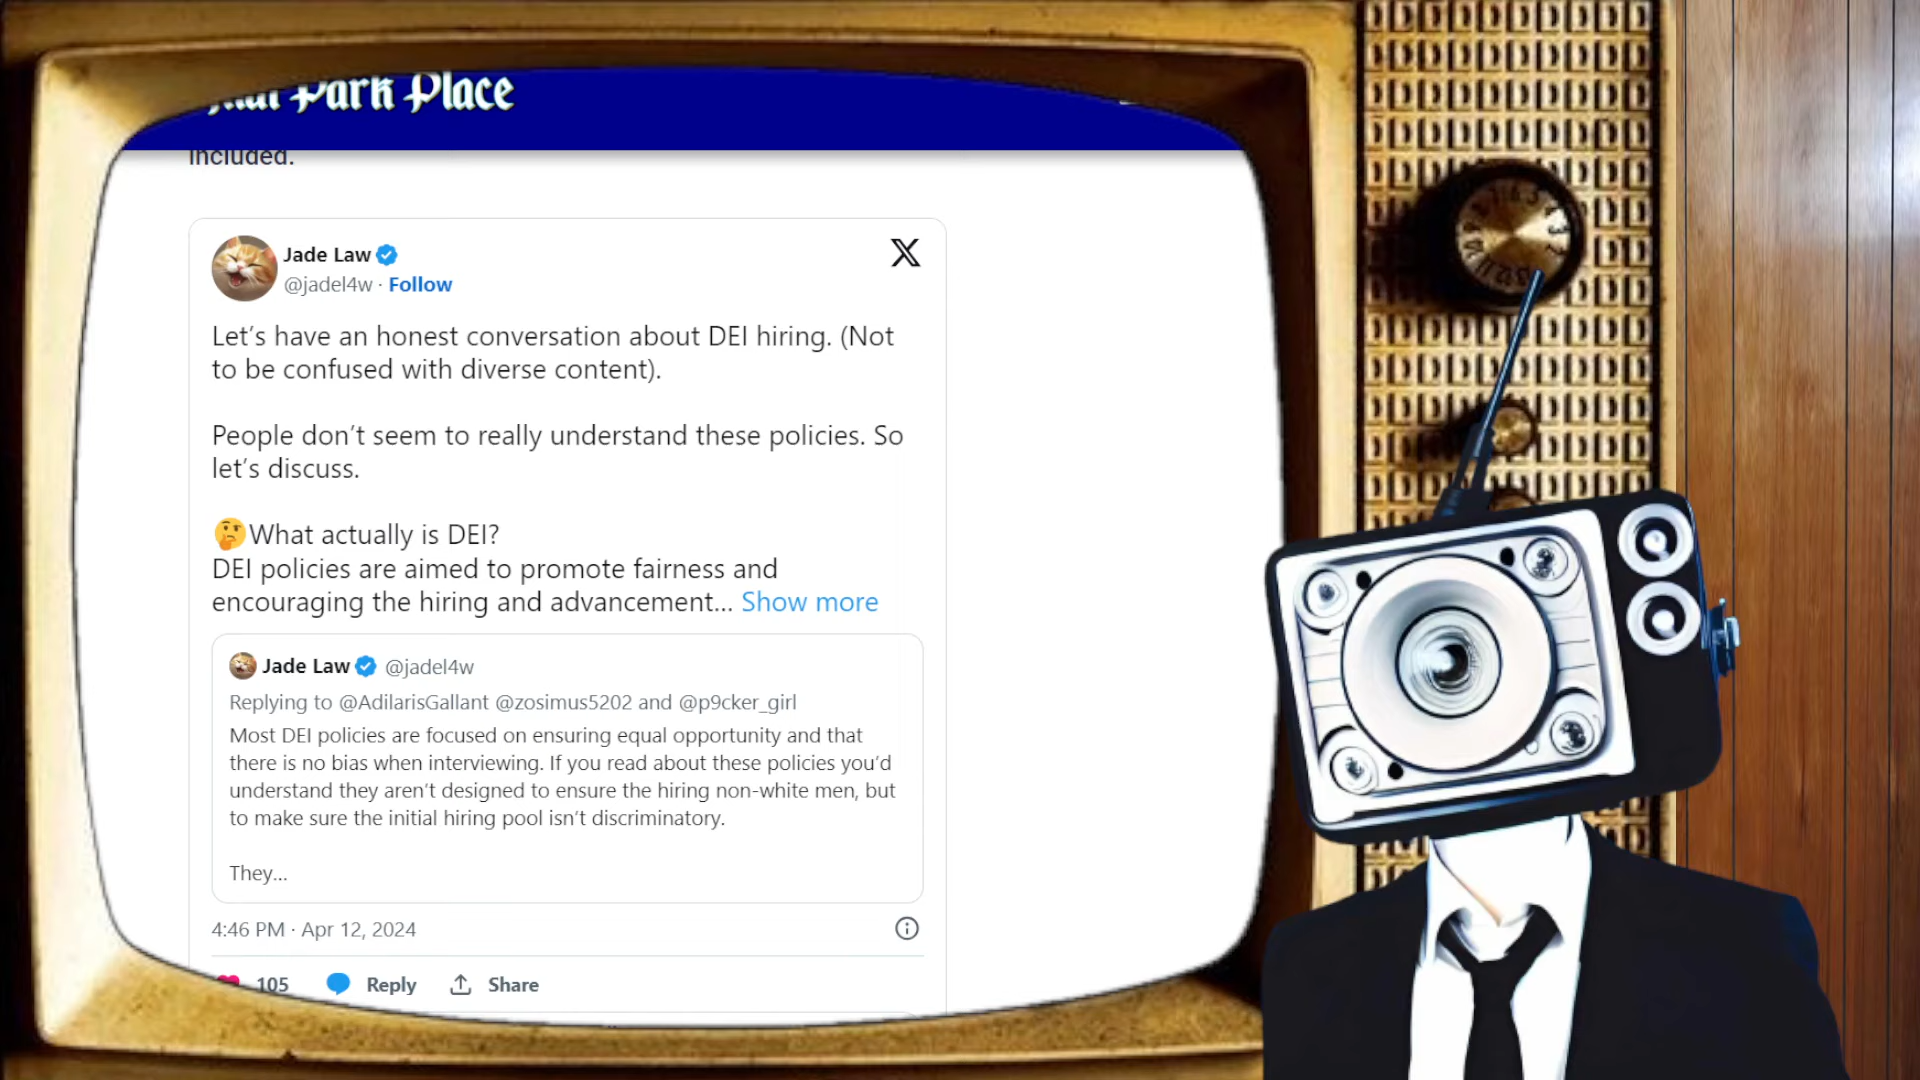 Park Place
included.
Jade Law
@jadel4w · Follow
Let’s have an honest conversation about DEI hiring. (Not
to be confused with diverse content).
People don’t seem to really understand these policies. So
let’s discuss.
🤔What actually is DEI?
DEI policies are aimed to promote fairness and
encouraging the hiring and advancement... Show more
Jade Law @jadel4w
Replying to @AdilarisGallant @zosimus5202 and @p9cker_girl
Most DEI policies are focused on ensuring equal opportunity and that
there is no bias when interviewing. If you read about these policies you’d
understand they aren’t designed to ensure the hiring non-white men, but
to make sure the initial hiring pool isn’t discriminatory.
They...
4:46 PM · Apr 12, 2024
105 Reply Share